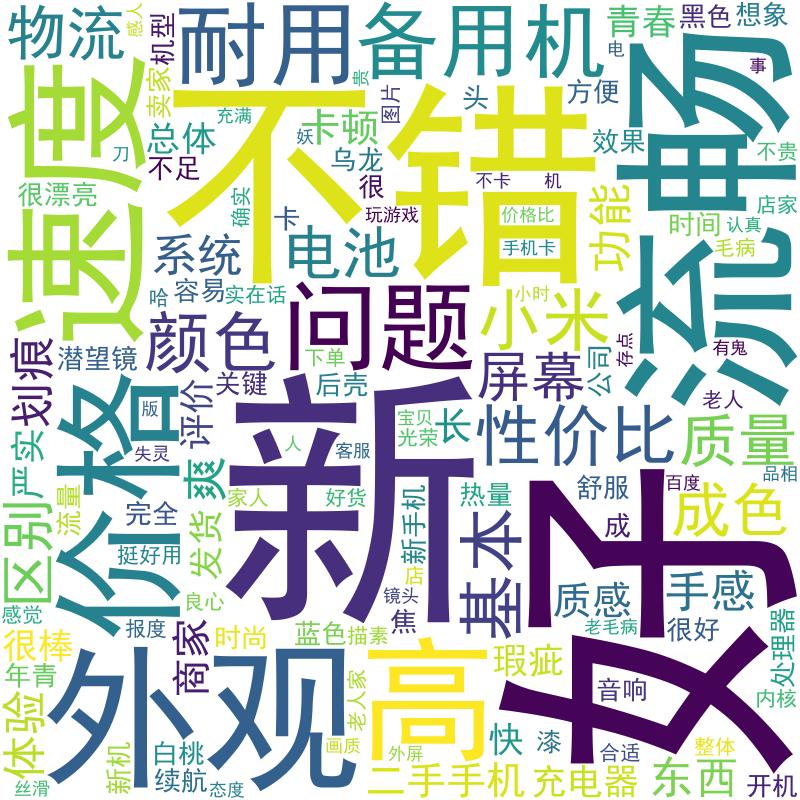 物流
感人
耐用
备用机
青春
黑色
想象
卖家
机型
贵
图片
头
方便
电
事
速度
刀
总体
充满
妖
卡顿
不错
效果
流畅
不足
乌龙
很
不卡
机
不贵
很漂亮
确实
卡
玩游戏
价格比
存点
店家
系统
电池
手机卡
功能
时间
认真
毛病
哈
容易
实在话
小时
划痕
潜望镜
颜色
问题
小米
下单
屏幕
公司
有鬼
价格
版
评价
关键
后壳
老人
严实
失灵
爽
新
人
宝贝
光荣
客服
长
性价比
质量
流量
区别
完全
发货
家人
好货
新手机
热量
舒服
百度
品相
成色
成
好
挺好用
感觉
良心
店
镜头
焦
基本
质感
手感
很棒
报度
商家
时尚
蓝色
描素
老毛病
很好
处理器
年青
体验
外观
老人家
高
瑕疵
音响
内核
新机
白桃
画质
外屏
快
漆
合适
整体
丝滑
续航
态度
二手手机
充电器
东西
开机